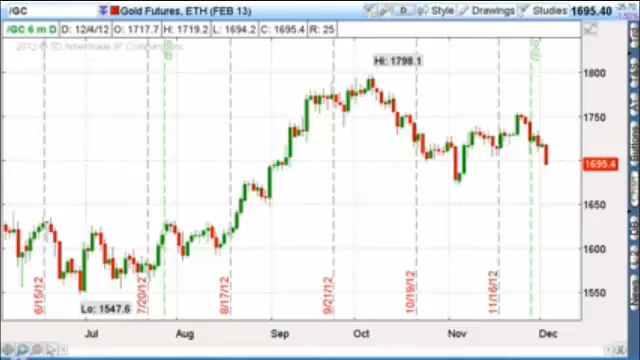 /GC Gold Futures, ETH (FEB 13) D Style Drawings Studies 1695.40
/GC 6 m D D: 12/4/12 O: 1717.7 H: 1719.2 L: 1694.2 C: 1695.4 R: 25
2012 © TD Ameritrade IP Company, Inc.
Hi: 1798.1
1800
1750
1695.4
1650
1600
1550
6/15/12 7/20/12 8/17/12 9/21/12 10/19/12 11/16/12
Lo: 1547.6
Jul Aug Sep Oct Nov Dec